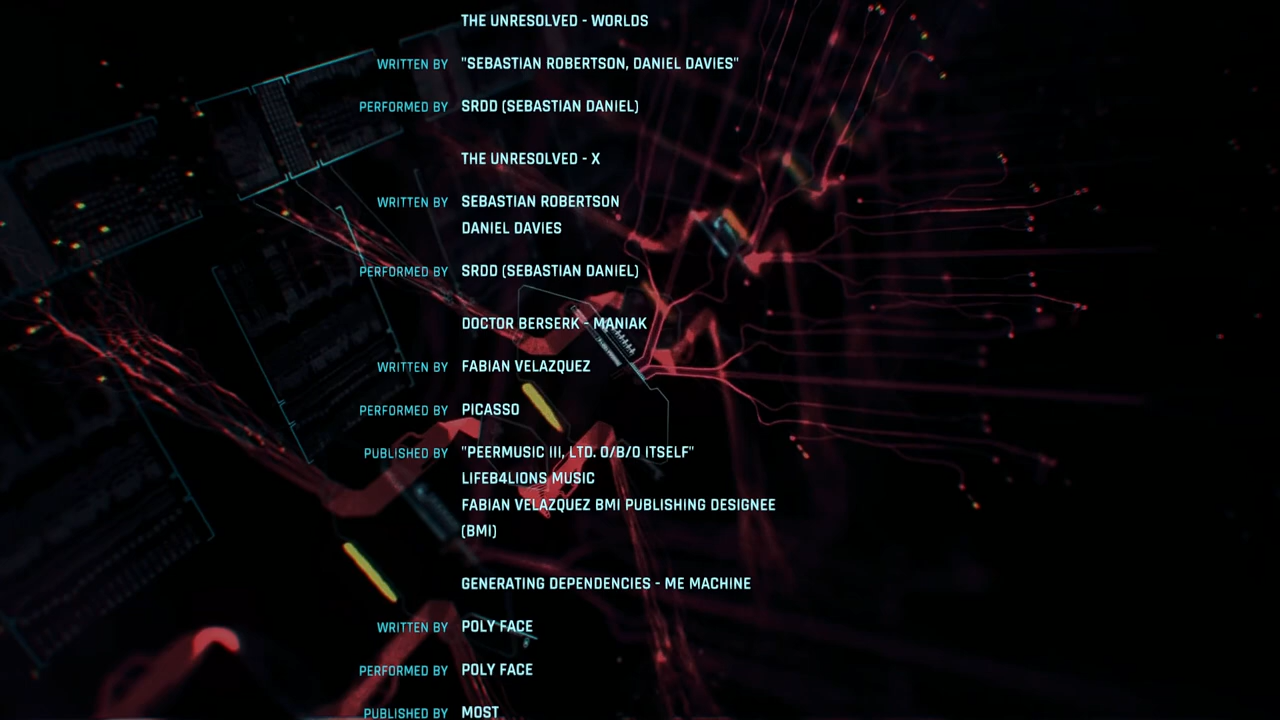 THE UNRESOLVED - WORLDS
WRITTEN BY "SEBASTIAN ROBERTSON, DANIEL DAVIES"
PERFORMED BY SRDD (SEBASTIAN DANIEL)
THE UNRESOLVED - X
WRITTEN BY SEBASTIAN ROBERTSON
DANIEL DAVIES
PERFORMED BY SRDD (SEBASTIAN DANIEL)
DOCTOR BERSERK - MANIAK
WRITTEN BY FABIAN VELAZQUEZ
PERFORMED BY PICASSO
PUBLISHED BY "PEERMUSIC III, LTD. O/B/O ITSELF"
LIFEB4LIONS MUSIC
FABIAN VELAZQUEZ BMI PUBLISHING DESIGNEE
(BMI)
GENERATING DEPENDENCIES - ME MACHINE
WRITTEN BY POLY FACE
PERFORMED BY POLY FACE
PUBLISHED BY MOST